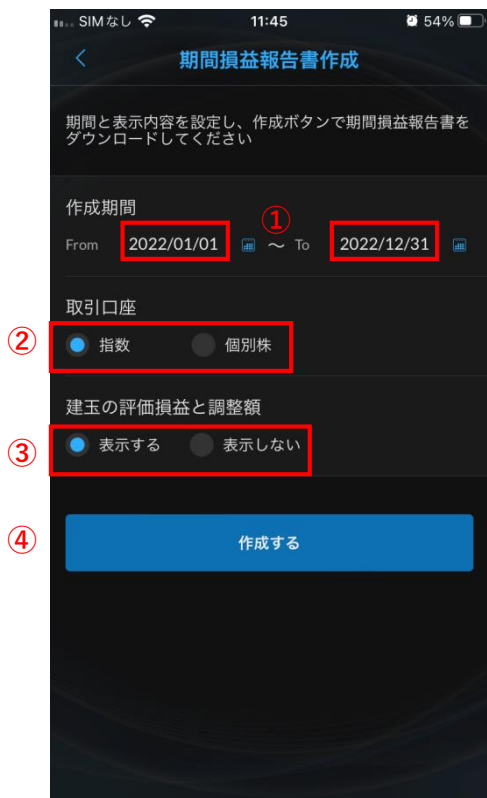 SIMなし 11:45 54%
期間損益報告書作成
期間と表示内容を設定し、作成ボタンで期間損益報告書を
ダウンロードしてください
作成期間
①
From 2022/01/01 ～ To 2022/12/31
取引口座
② 指数 個別株
建玉の評価損益と調整額
③ 表示する 表示しない
④ 作成する